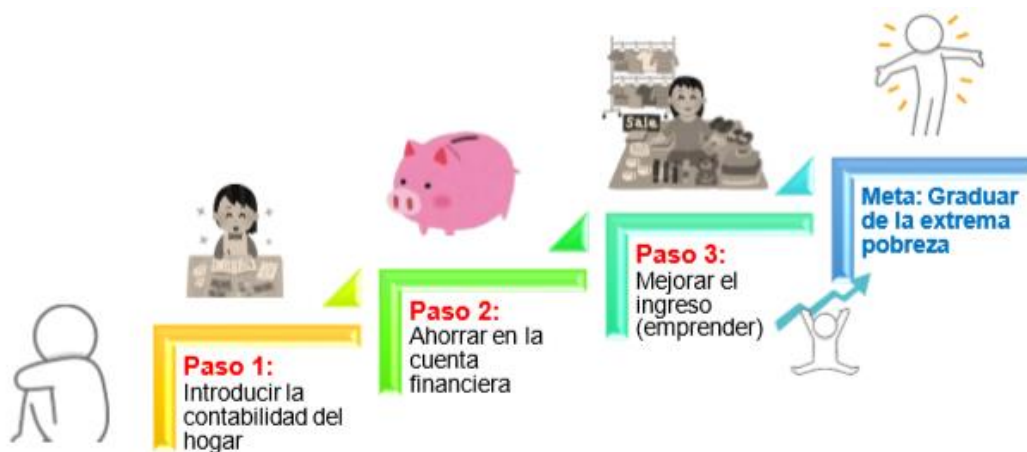 Paso 1:
Introducir la
contabilidad del
hogar
Paso 2:
Ahorrar en la
cuenta
financiera
Sale
Paso 3:
Mejorar el
ingreso
(emprender)
Meta: Graduar
de la extrema
pobreza